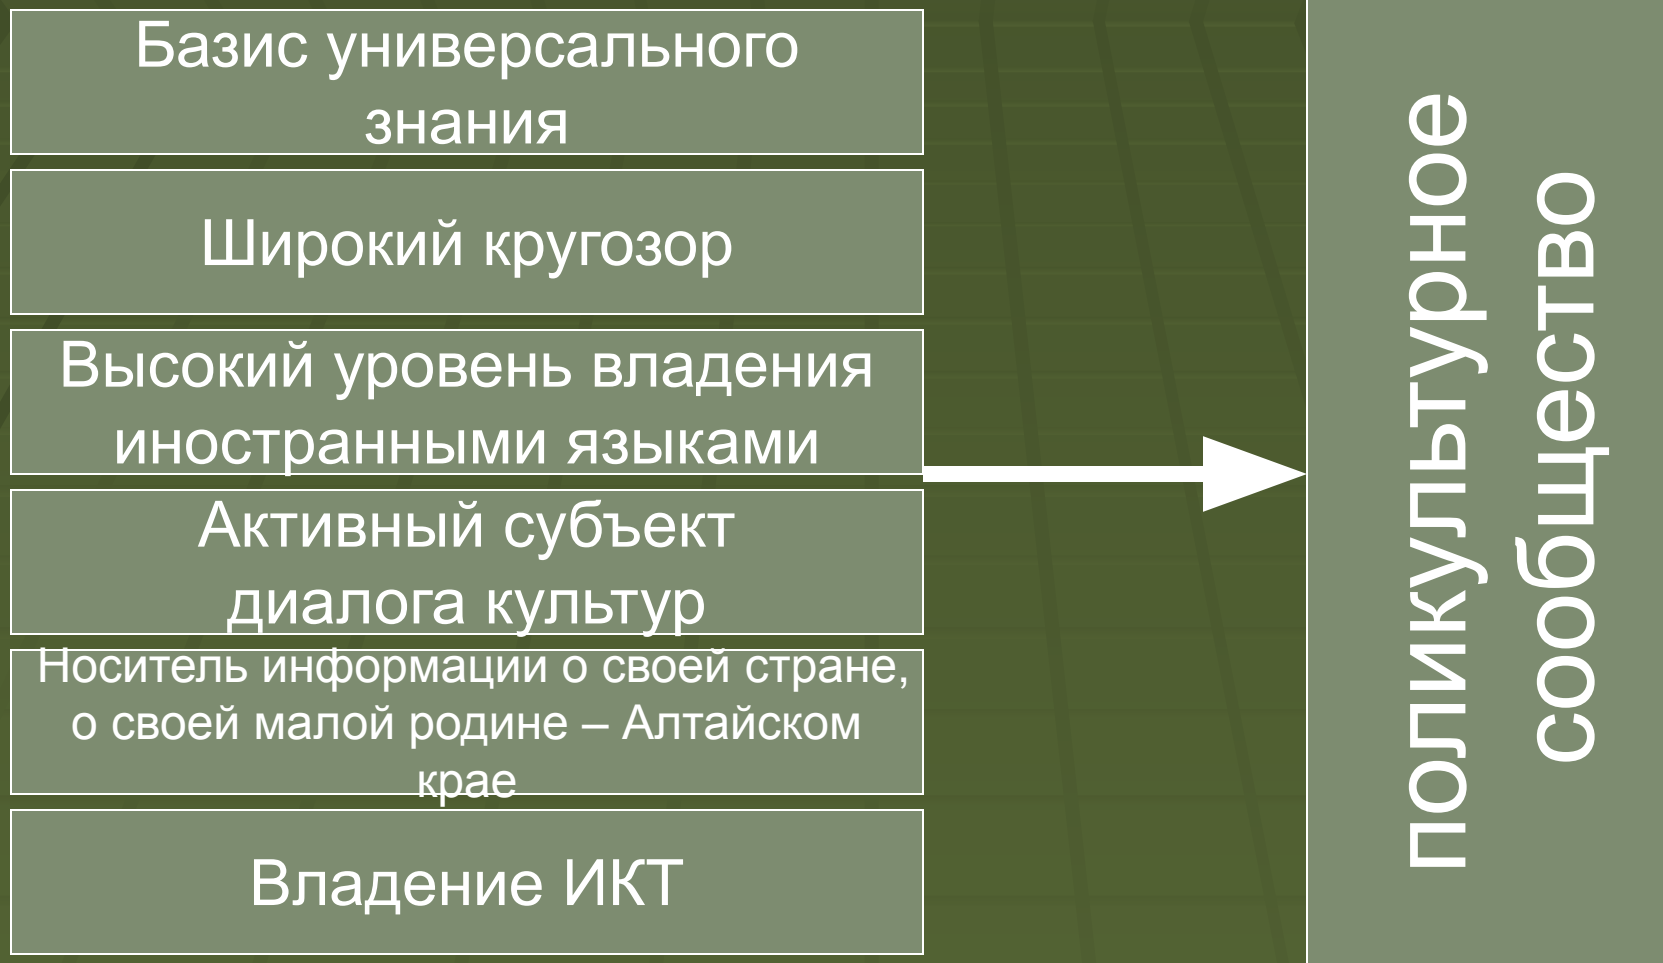 Базис универсального
знания
Широкий кругозор
Высокий уровень владения
иностранными языками
Активный субъект
диалога культур
Носитель информации о своей стране,
о своей малой родине – Алтайском
крае
Владение ИКТ
поликультурное
сообщество